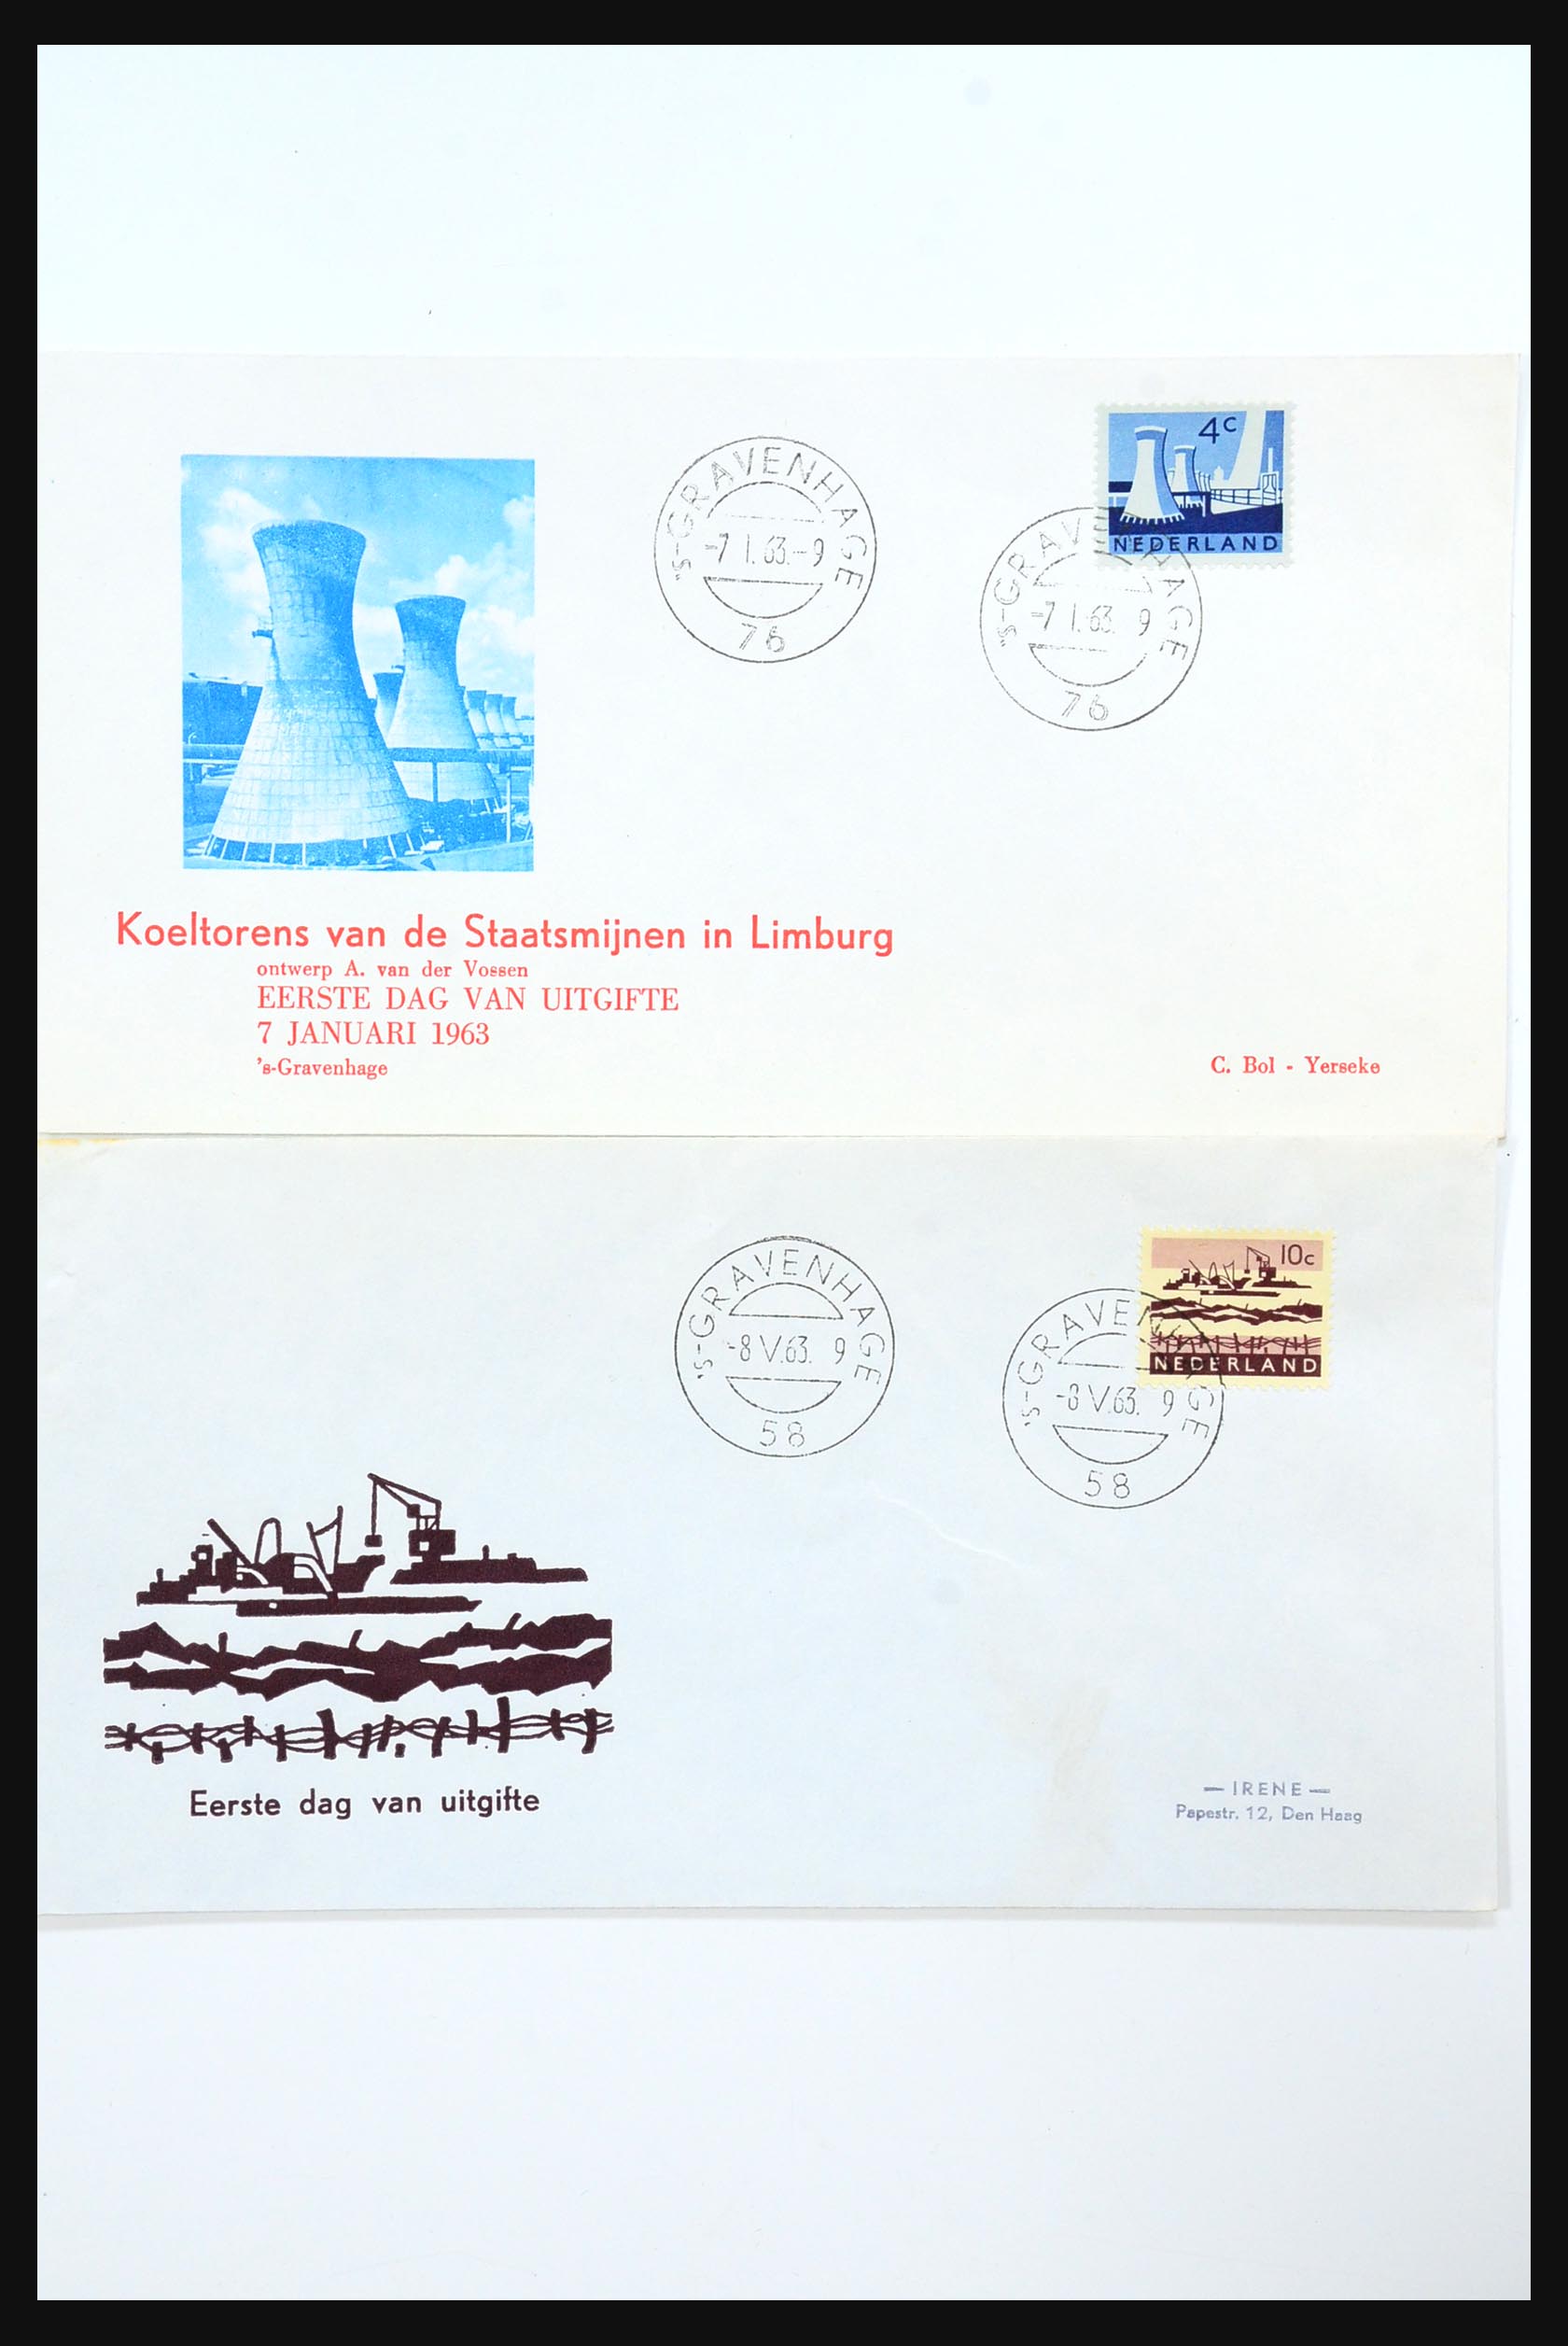 4c
NEDERLAND
's-GRAVENHAGE
-7 I.63.-9
76
's-GRAVENHAGE
-7 I.63. 9
76
Koeltorens van de Staatsmijnen in Limburg
ontwerp A. van der Vossen
EERSTE DAG VAN UITGIFTE
7 JANUARI 1963
's-Gravenhage
C. Bol - Yerseke
10c
NEDERLAND
's-GRAVENHAGE
-8 V.63. 9
58
's-GRAVENHAGE
-8 V.63. 9
58
Eerste dag van uitgifte
— IRENE —
Papestr. 12, Den Haag